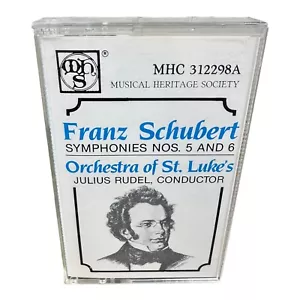 mhs
MHC 312298A
MUSICAL HERITAGE SOCIETY
Franz Schubert
SYMPHONIES NOS. 5 AND 6
Orchestra of St. Luke's
JULIUS RUDEL, CONDUCTOR